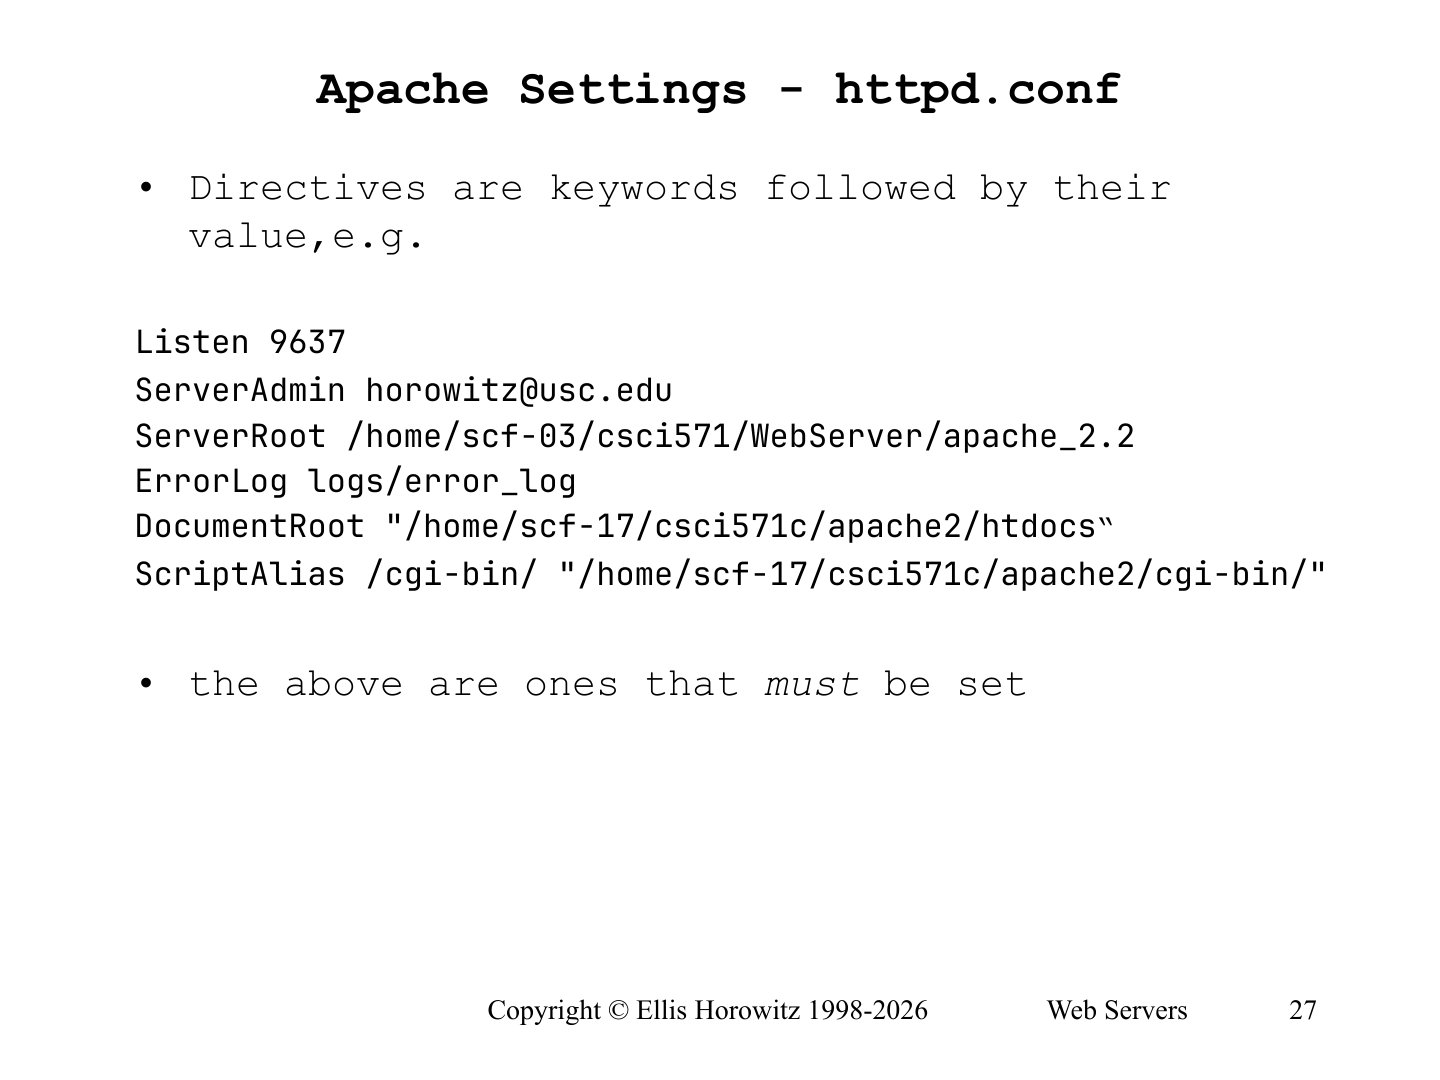 Apache Settings - httpd.conf
• Directives are keywords followed by their
value,e.g.
Listen 9637
ServerAdmin horowitz@usc.edu
ServerRoot /home/scf-03/csci571/WebServer/apache_2.2
ErrorLog logs/error_log
DocumentRoot "/home/scf-17/csci571c/apache2/htdocs‟
ScriptAlias /cgi-bin/ "/home/scf-17/csci571c/apache2/cgi-bin/"
• the above are ones that must be set
Copyright © Ellis Horowitz 1998-2026 Web Servers 27